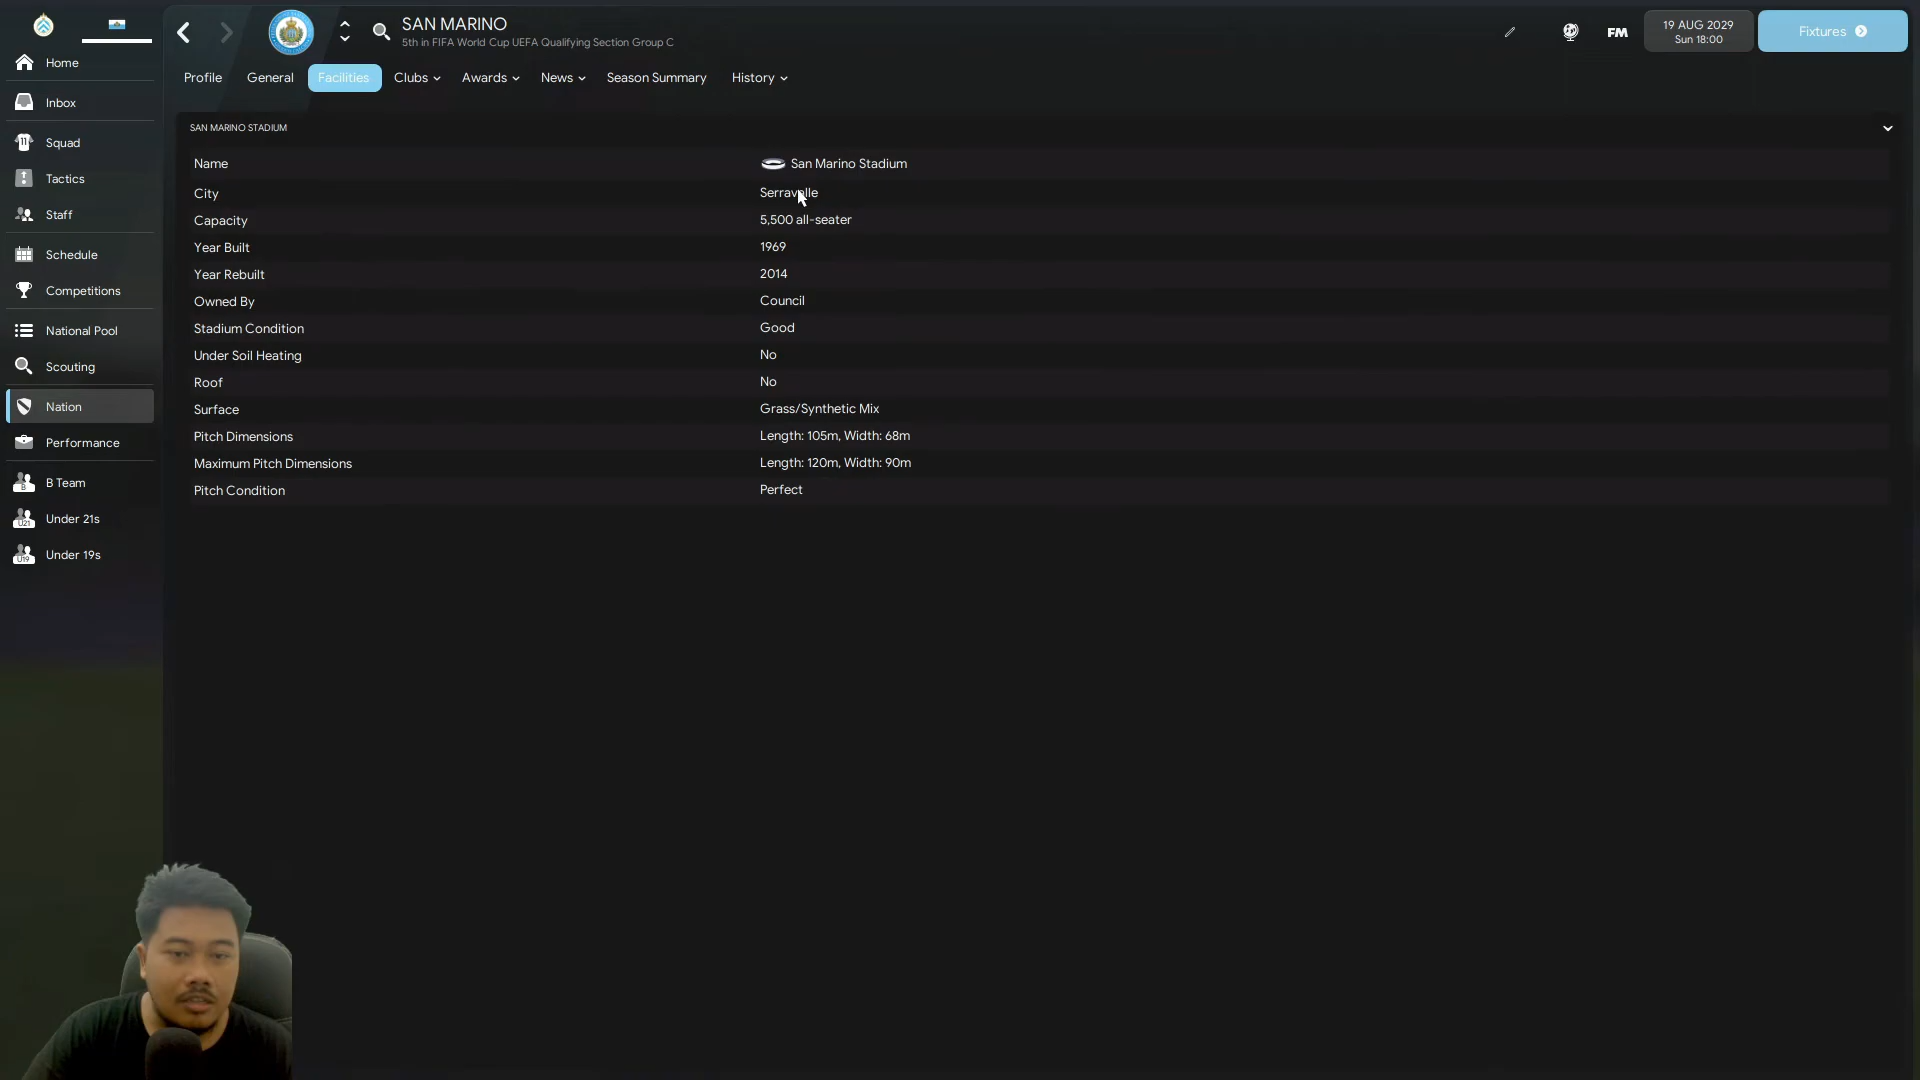 SAN MARINO
5th in FIFA World Cup UEFA Qualifying Section Group C
FM
19 AUG 2029
Sun 18:00
Fixtures
Home
Inbox
Squad
Tactics
Staff
Schedule
Competitions
National Pool
Scouting
Nation
Performance
B Team
Under 21s
Under 19s
Profile General Facilities Clubs Awards News Season Summary History
SAN MARINO STADIUM
Name San Marino Stadium
City Serravalle
Capacity 5,500 all-seater
Year Built 1969
Year Rebuilt 2014
Owned By Council
Stadium Condition Good
Under Soil Heating No
Roof No
Surface Grass/Synthetic Mix
Pitch Dimensions Length: 105m, Width: 68m
Maximum Pitch Dimensions Length: 120m, Width: 90m
Pitch Condition Perfect